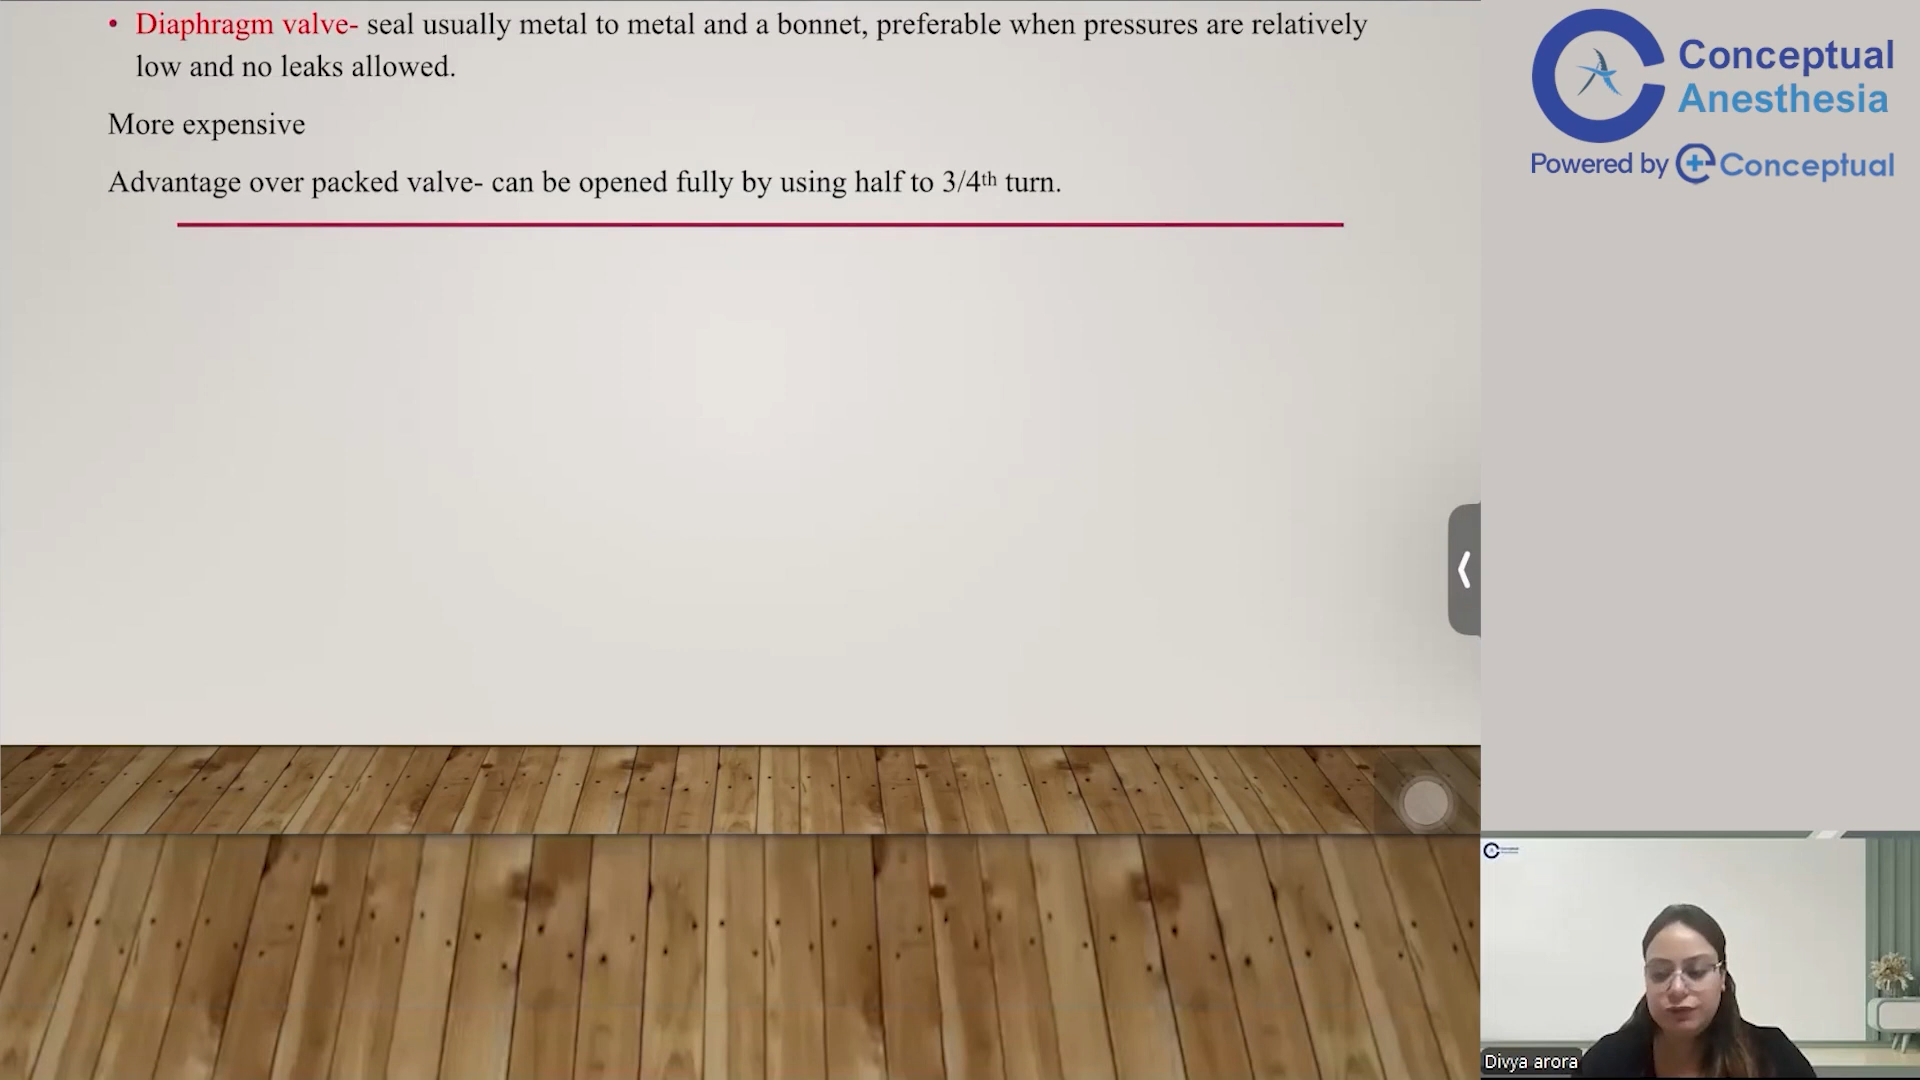 • Diaphragm valve- seal usually metal to metal and a bonnet, preferable when pressures are relatively
low and no leaks allowed.
More expensive
Advantage over packed valve- can be opened fully by using half to 3/4th turn.
Conceptual
Anesthesia
Powered by Conceptual
Divya arora